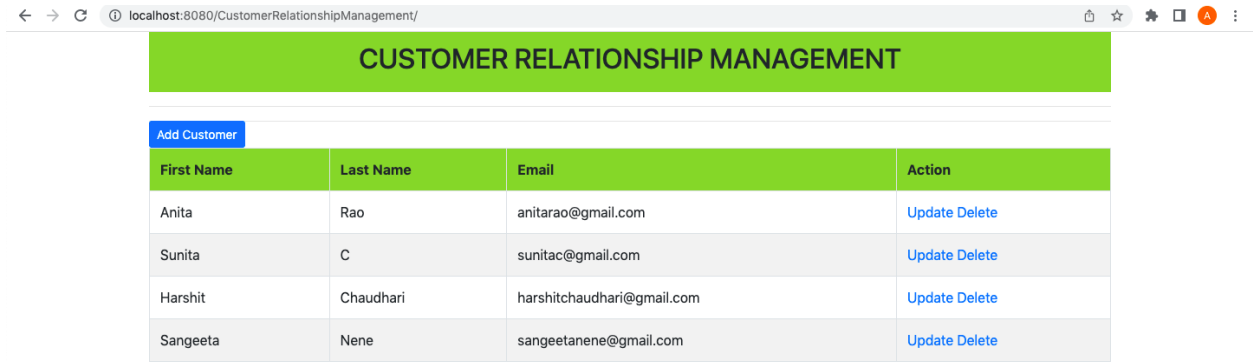 localhost:8080/CustomerRelationshipManagement/
A
CUSTOMER RELATIONSHIP MANAGEMENT
Add Customer
First Name Last Name Email Action
Anita Rao anitarao@gmail.com Update Delete
Sunita C sunitac@gmail.com Update Delete
Harshit Chaudhari harshitchaudhari@gmail.com Update Delete
Sangeeta Nene sangeetanene@gmail.com Update Delete